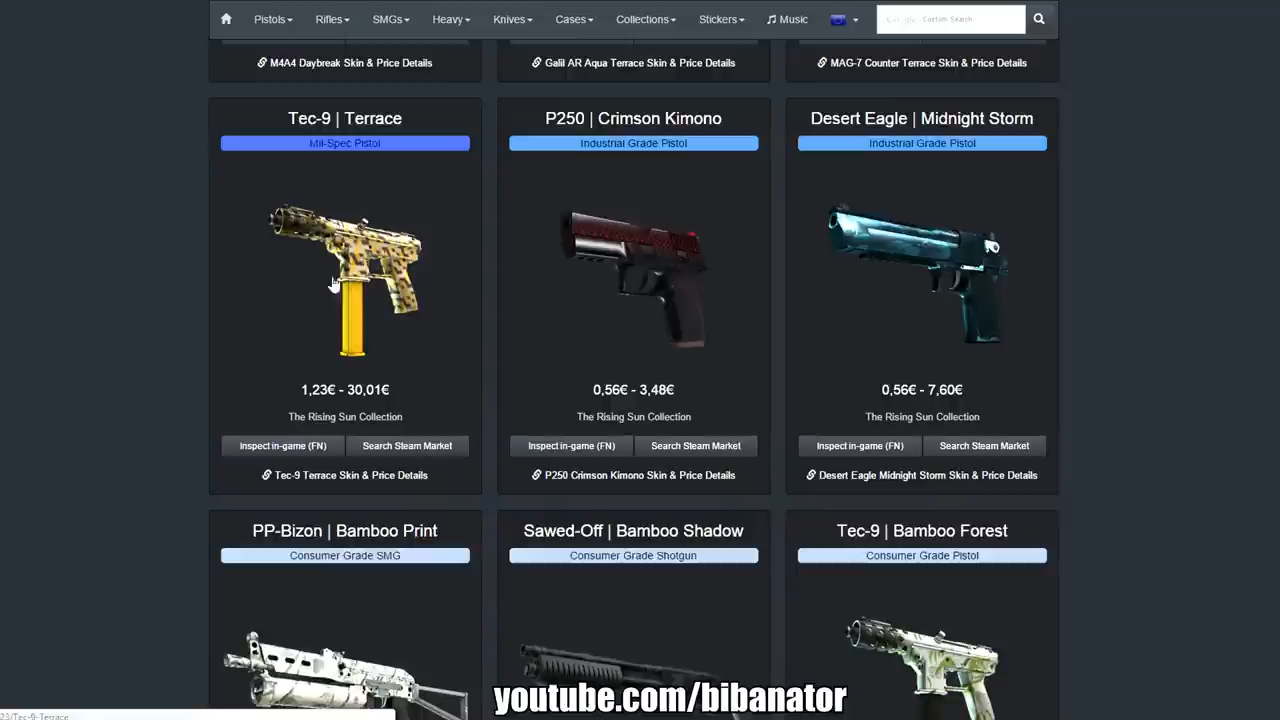 Pistols Rifles SMGs Heavy Knives Cases Collections Stickers Music Custom Search
M4A4 Daybreak Skin & Price Details
Galil AR Aqua Terrace Skin & Price Details
MAG-7 Counter Terrace Skin & Price Details
Tec-9 | Terrace
Mil-Spec Pistol
1,23€ - 30,01€
The Rising Sun Collection
Inspect in-game (FN) Search Steam Market
Tec-9 Terrace Skin & Price Details
P250 | Crimson Kimono
Industrial Grade Pistol
0,56€ - 3,48€
The Rising Sun Collection
Inspect in-game (FN) Search Steam Market
P250 Crimson Kimono Skin & Price Details
Desert Eagle | Midnight Storm
Industrial Grade Pistol
0,56€ - 7,60€
The Rising Sun Collection
Inspect in-game (FN) Search Steam Market
Desert Eagle Midnight Storm Skin & Price Details
PP-Bizon | Bamboo Print
Consumer Grade SMG
Sawed-Off | Bamboo Shadow
Consumer Grade Shotgun
Tec-9 | Bamboo Forest
Consumer Grade Pistol
youtube.com/bibanator
23/Tec-9-Terrace